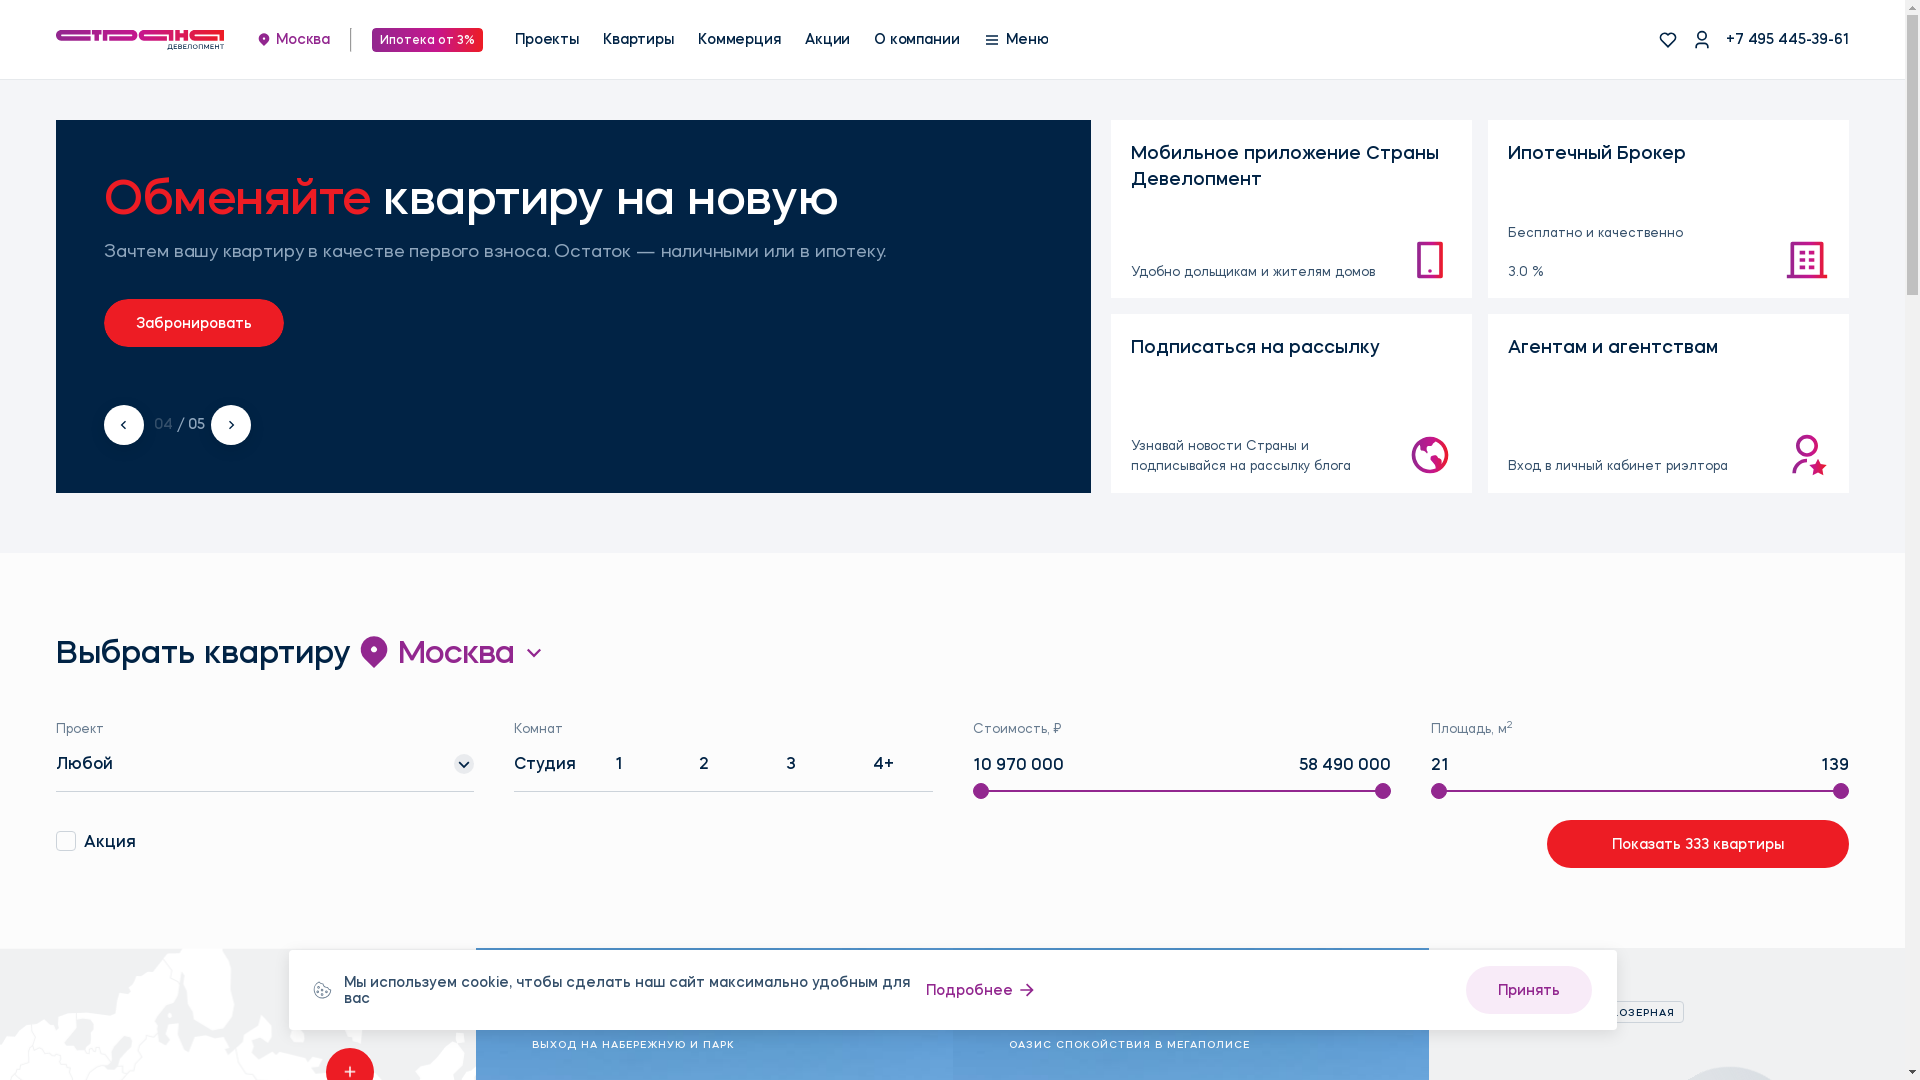 страна
ДЕВЕЛОПМЕНТ
Москва
Ипотека от 3%
Проекты
Квартиры
Коммерция
Акции
О компании
Меню
+7 495 445-39-61
Обменяйте квартиру на новую
Зачтем вашу квартиру в качестве первого взноса. Остаток — наличными или в ипотеку.
Забронировать
04 / 05
Мобильное приложение Страны
Девелопмент
Удобно дольщикам и жителям домов
Ипотечный Брокер
Бесплатно и качественно
3.0 %
Подписаться на рассылку
Узнавай новости Страны и
подписывайся на рассылку блога
Агентам и агентствам
Вход в личный кабинет риэлтора
Выбрать квартиру Москва
Проект
Любой
Комнат
Студия 1 2 3 4+
Стоимость, ₽
10 970 000 58 490 000
Площадь, м²
21 139
Акция
Показать 333 квартиры
Мы используем cookie, чтобы сделать наш сайт максимально удобным для
вас
Подробнее
Принять
ВЫХОД НА НАБЕРЕЖНУЮ И ПАРК
ОАЗИС СПОКОЙСТВИЯ В МЕГАПОЛИСЕ